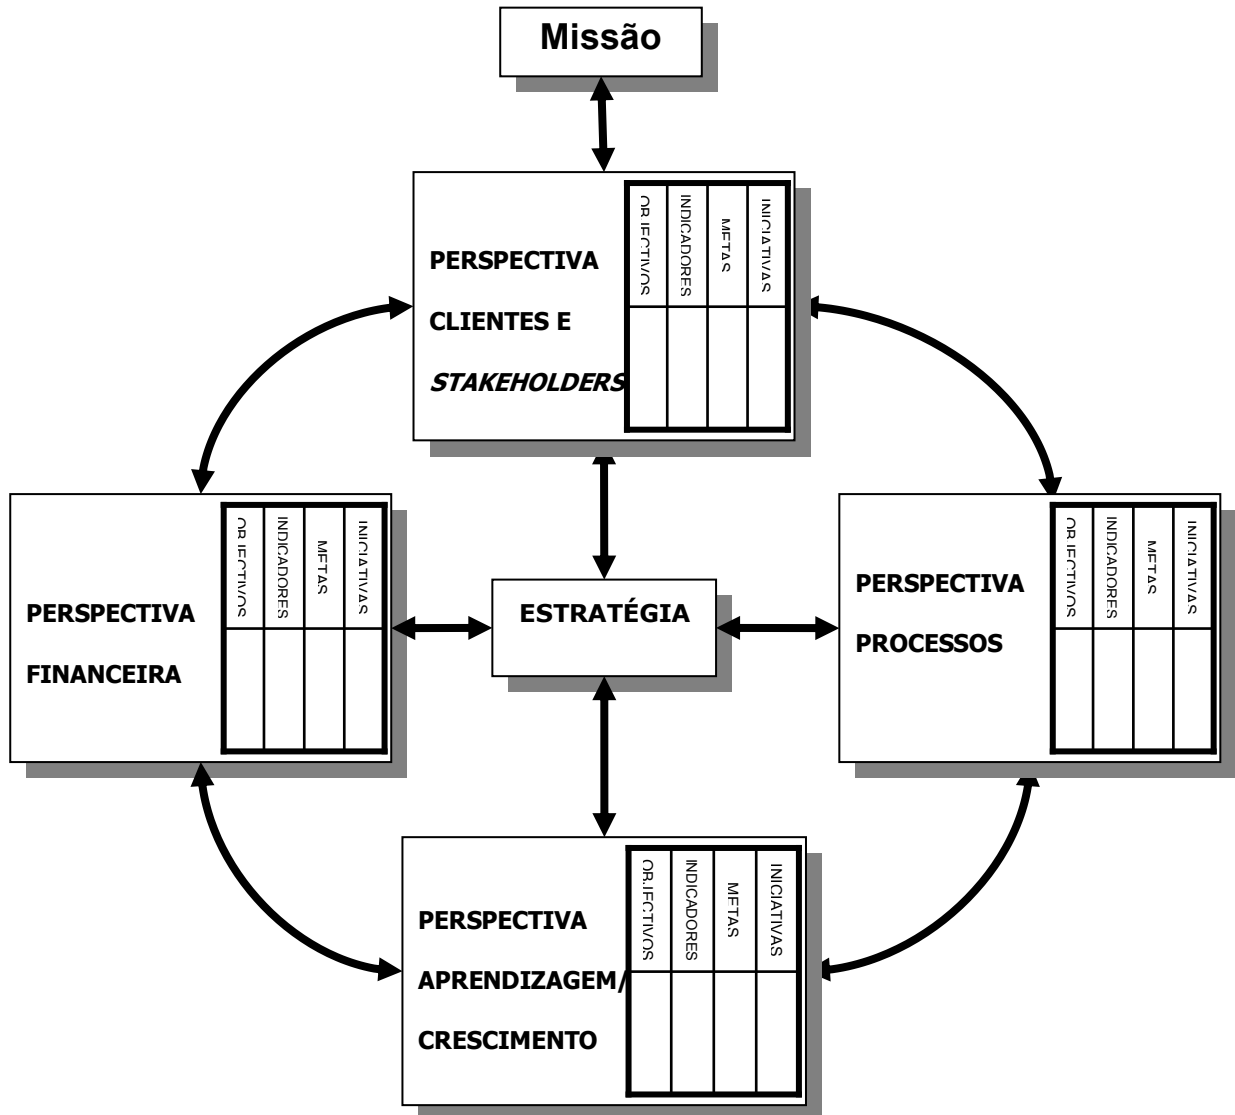 Missão
PERSPECTIVA
CLIENTES E
STAKEHOLDERS
OBJECTIVOS
INDICADORES
METAS
INICIATIVAS
PERSPECTIVA
FINANCEIRA
OBJECTIVOS
INDICADORES
METAS
INICIATIVAS
ESTRATÉGIA
PERSPECTIVA
PROCESSOS
OBJECTIVOS
INDICADORES
METAS
INICIATIVAS
PERSPECTIVA
APRENDIZAGEM/
CRESCIMENTO
OBJECTIVOS
INDICADORES
METAS
INICIATIVAS